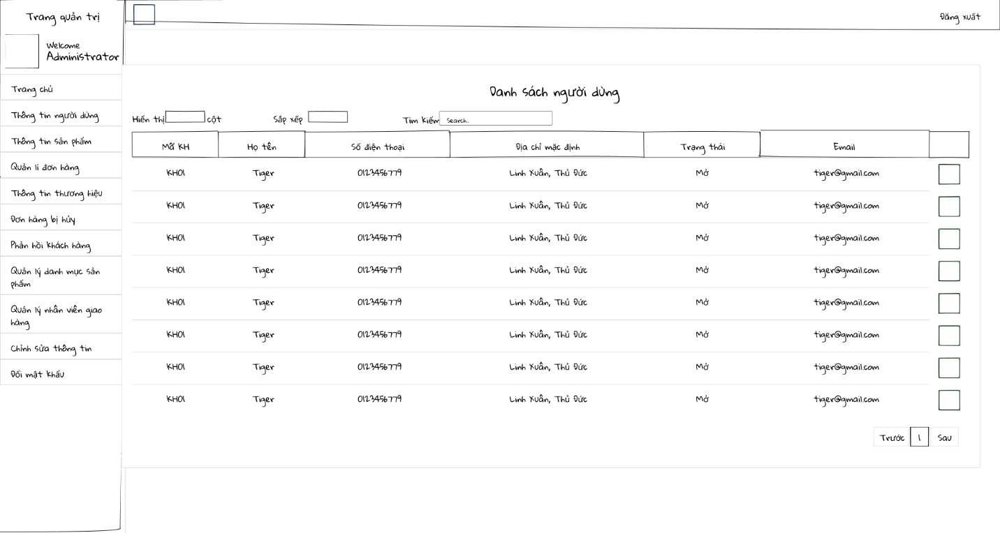 Trang quản trị
Đăng xuất
Welcome
Administrator
Trang chủ
Thông tin người dùng
Thông tin sản phẩm
Quản lí đơn hàng
Thông tin thương hiệu
Đơn hàng bị hủy
Phản hồi khách hàng
Quản lý danh mục sản
phẩm
Quản lý nhân viên giao
hàng
Chỉnh sửa thông tin
Đổi mật khẩu
Danh sách người dùng
Hiển thị cột Sắp xếp Tìm kiếm Search..
Mã KH Họ tên Số điện thoại Địa chỉ mặc định Trạng thái Email
KH01 Tiger 0123456779 Linh Xuân, Thủ Đức Mở tiger@gmail.com
KH01 Tiger 0123456779 Linh Xuân, Thủ Đức Mở tiger@gmail.com
KH01 Tiger 0123456779 Linh Xuân, Thủ Đức Mở tiger@gmail.com
KH01 Tiger 0123456779 Linh Xuân, Thủ Đức Mở tiger@gmail.com
KH01 Tiger 0123456779 Linh Xuân, Thủ Đức Mở tiger@gmail.com
KH01 Tiger 0123456779 Linh Xuân, Thủ Đức Mở tiger@gmail.com
KH01 Tiger 0123456779 Linh Xuân, Thủ Đức Mở tiger@gmail.com
KH01 Tiger 0123456779 Linh Xuân, Thủ Đức Mở tiger@gmail.com
Trước 1 Sau